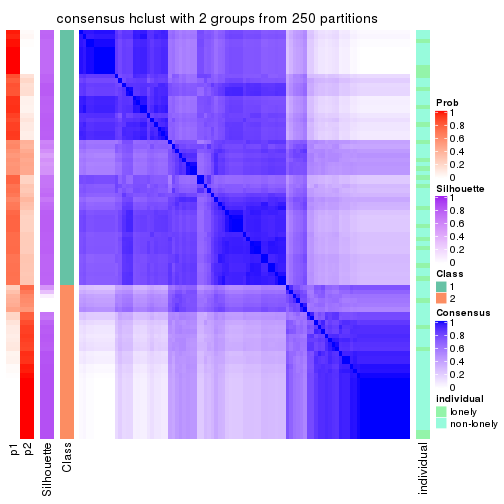 consensus hclust with 2 groups from 250 partitions
Prob
1
0.8
0.6
0.4
0.2
0
Silhouette
1
0.8
0.6
0.4
0.2
0
Class
1
2
Consensus
1
0.8
0.6
0.4
0.2
0
individual
lonely
non-lonely
p1
p2
Silhouette
Class
individual